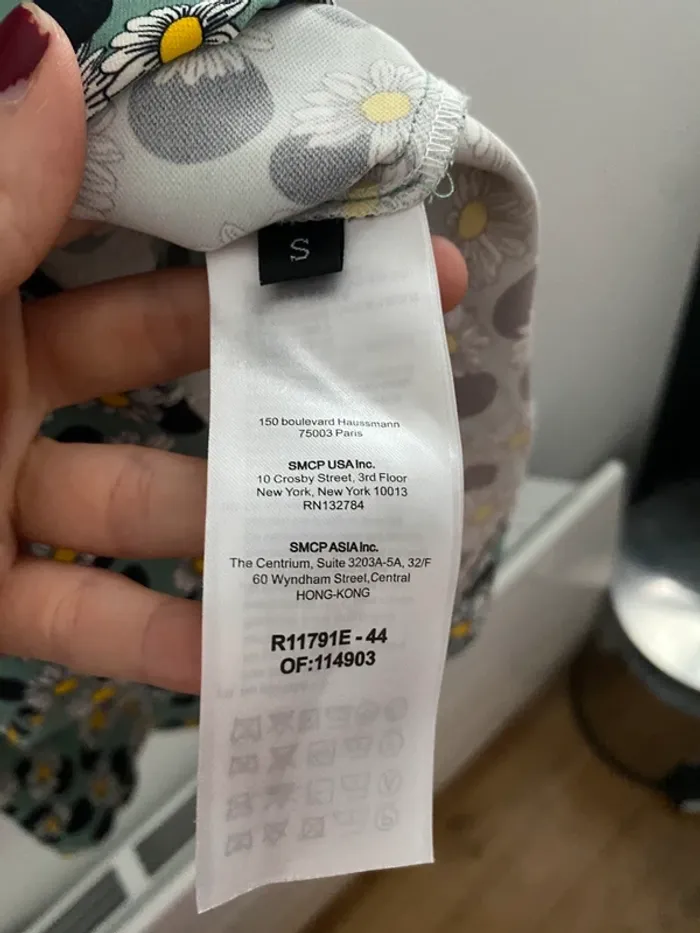 S
150 boulevard Haussmann
75003 Paris
SMCP USA Inc.
10 Crosby Street, 3rd Floor
New York, New York 10013
RN132784
SMCP ASIA Inc.
The Centrium, Suite 3203A-5A, 32/F
60 Wyndham Street,Central
HONG-KONG
R11791E - 44
OF:114903